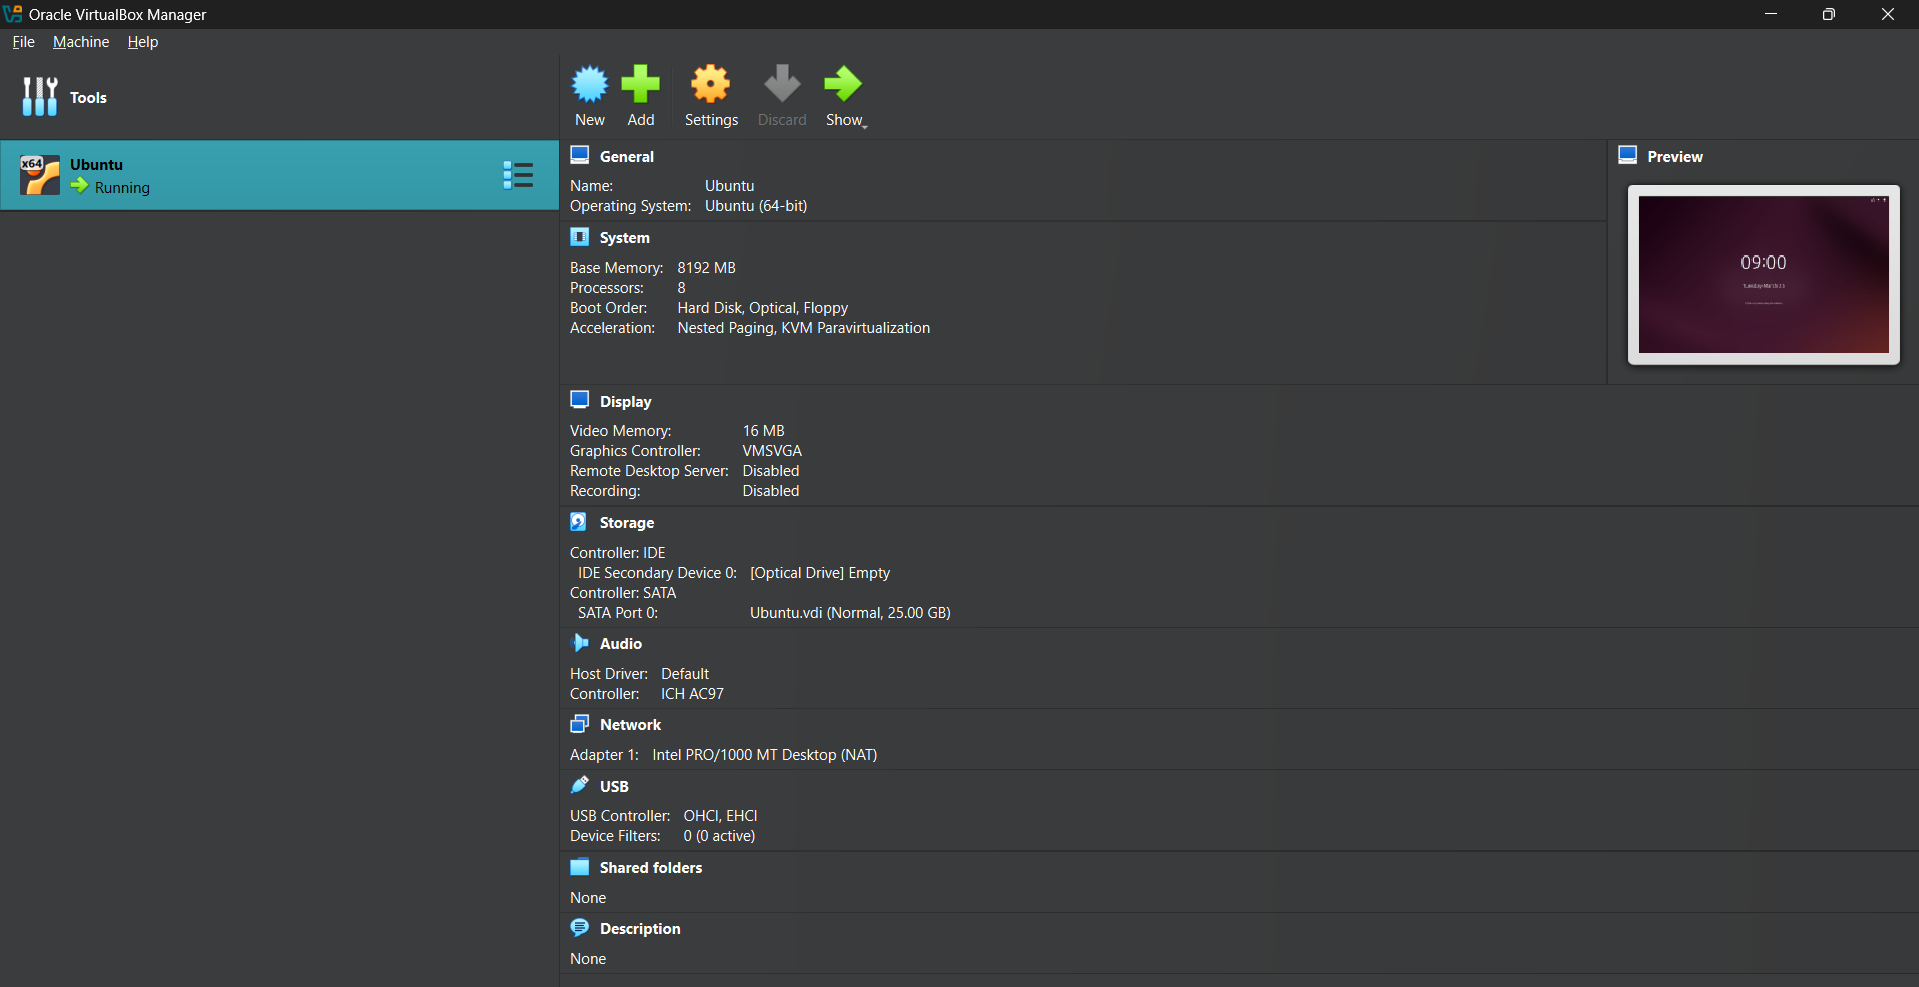 Oracle VirtualBox Manager
File Machine Help
Tools
New Add Settings Discard Show
x64 Ubuntu
Running
General
Name: Ubuntu
Operating System: Ubuntu (64-bit)
Preview
09:00
System
Base Memory: 8192 MB
Processors: 8
Boot Order: Hard Disk, Optical, Floppy
Acceleration: Nested Paging, KVM Paravirtualization
Display
Video Memory: 16 MB
Graphics Controller: VMSVGA
Remote Desktop Server: Disabled
Recording: Disabled
Storage
Controller: IDE
IDE Secondary Device 0: [Optical Drive] Empty
Controller: SATA
SATA Port 0: Ubuntu.vdi (Normal, 25.00 GB)
Audio
Host Driver: Default
Controller: ICH AC97
Network
Adapter 1: Intel PRO/1000 MT Desktop (NAT)
USB
USB Controller: OHCI, EHCI
Device Filters: 0 (0 active)
Shared folders
None
Description
None